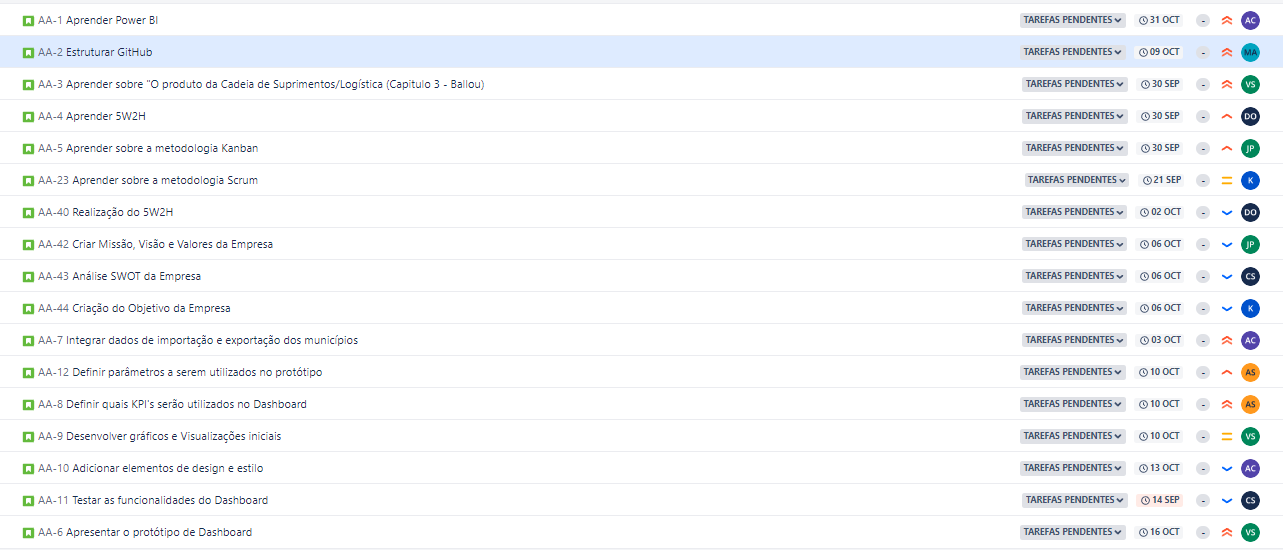 AA-1 Aprender Power BI TAREFAS PENDENTES 31 OCT - AC
AA-2 Estruturar GitHub TAREFAS PENDENTES 09 OCT - MA
AA-3 Aprender sobre "O produto da Cadeia de Suprimentos/Logística (Capítulo 3 - Ballou) TAREFAS PENDENTES 30 SEP - VS
AA-4 Aprender 5W2H TAREFAS PENDENTES 30 SEP - DO
AA-5 Aprender sobre a metodologia Kanban TAREFAS PENDENTES 30 SEP - JP
AA-23 Aprender sobre a metodologia Scrum TAREFAS PENDENTES 21 SEP - K
AA-40 Realização do 5W2H TAREFAS PENDENTES 02 OCT - DO
AA-42 Criar Missão, Visão e Valores da Empresa TAREFAS PENDENTES 06 OCT - JP
AA-43 Análise SWOT da Empresa TAREFAS PENDENTES 06 OCT - CS
AA-44 Criação do Objetivo da Empresa TAREFAS PENDENTES 06 OCT - K
AA-7 Integrar dados de importação e exportação dos municípios TAREFAS PENDENTES 03 OCT - AC
AA-12 Definir parâmetros a serem utilizados no protótipo TAREFAS PENDENTES 10 OCT - AS
AA-8 Definir quais KPI's serão utilizados no Dashboard TAREFAS PENDENTES 10 OCT - AS
AA-9 Desenvolver gráficos e Visualizações iniciais TAREFAS PENDENTES 10 OCT - VS
AA-10 Adicionar elementos de design e estilo TAREFAS PENDENTES 13 OCT - AC
AA-11 Testar as funcionalidades do Dashboard TAREFAS PENDENTES 14 SEP - CS
AA-6 Apresentar o protótipo de Dashboard TAREFAS PENDENTES 16 OCT - VS